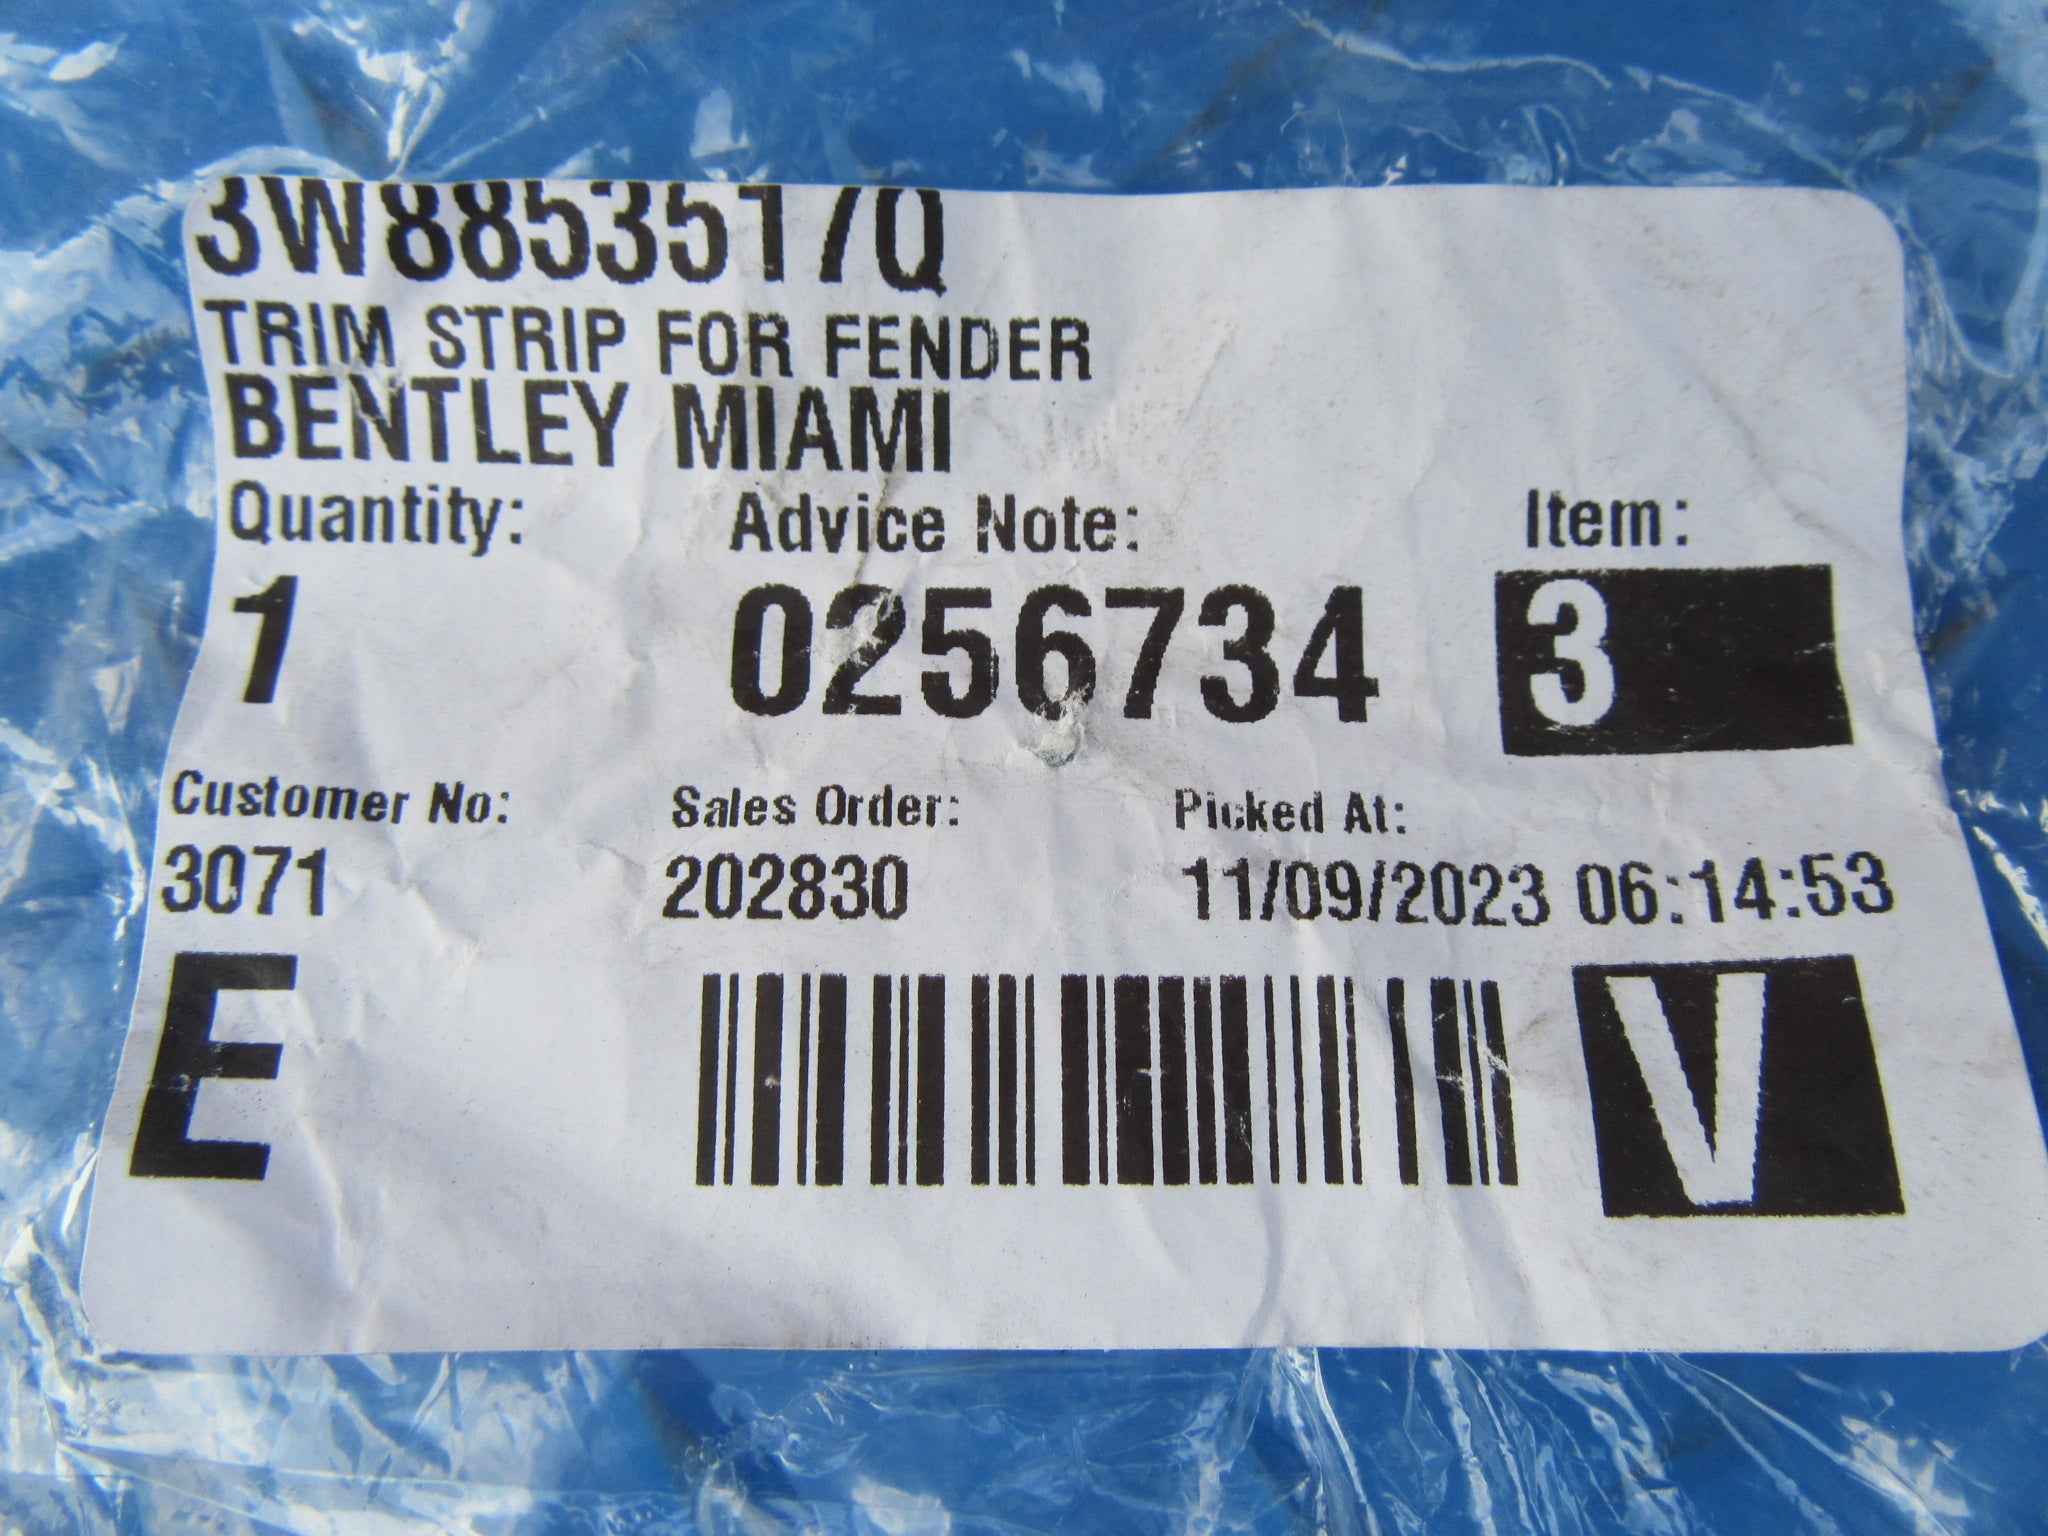 3W8853517Q
TRIM STRIP FOR FENDER
BENTLEY MIAMI
Quantity: Advice Note: Item:
1 0256734 3
Customer No: Sales Order: Picked At:
3071 202830 11/09/2023 06:14:53
E V